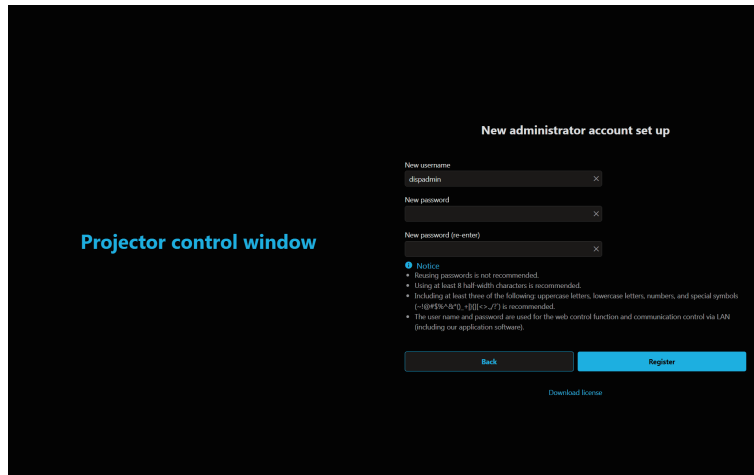 New administrator account set up
New username
dispadmin
New password
New password (re-enter)
Projector control window
Notice
Reusing passwords is not recommended.
Using at least 8 half-width characters is recommended.
Including at least three of the following: uppercase letters, lowercase letters, numbers, and special symbols
is recommended.
The user name and password are used for the web control function and communication control via LAN
(including our application software).
Back
Register
Download license